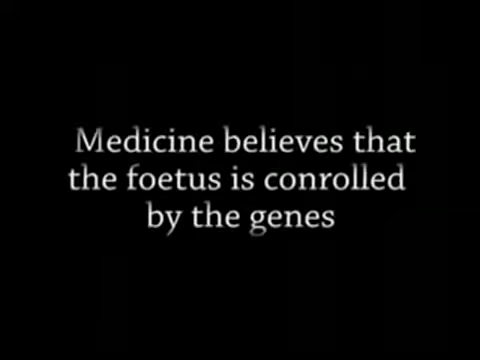 Medicine believes that
the foetus is conrolled
by the genes